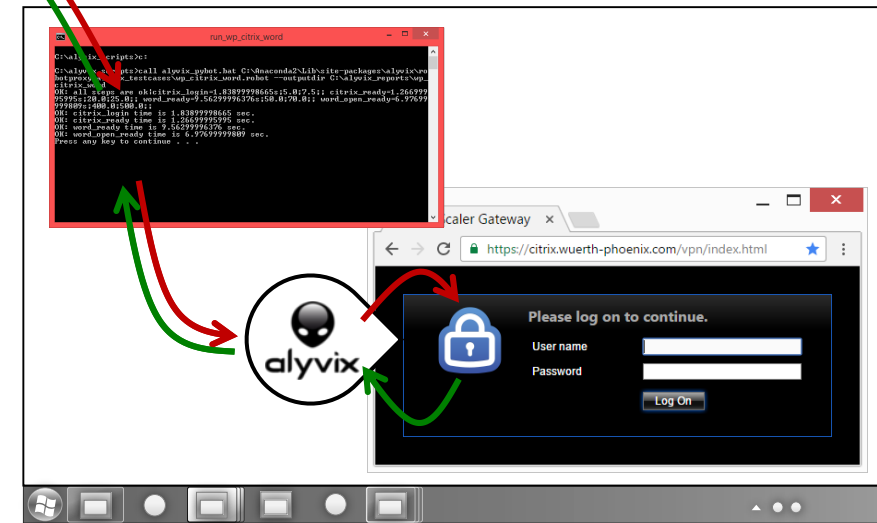 run_wp_citrix_word
C:\alyvix_scripts>c:
C:\alyvix_scripts>call alyvix_pybot.bat C:\Anaconda2\Lib\site-packages\alyvix\ro
botproxy\alyvix_testcases\wp_citrix_word.robot --outputdir C:\alyvix_reports\wp_
citrix_word
OK: all steps are ok|citrix_login=1.83899998665s;5.0;7.5;; citrix_ready=1.266999
95995s;20.0;25.0;; word_ready=9.56299996376s;50.0;70.0;; word_open_ready=6.97699
999809s;400.0;500.0;;
OK: citrix_login time is 1.83899998665 sec.
OK: citrix_ready time is 1.26699995995 sec.
OK: word_ready time is 9.56299996376 sec.
OK: word_open_ready time is 6.97699999809 sec.
Press any key to continue . . .
Scaler Gateway
https://citrix.wuerth-phoenix.com/vpn/index.html
Please log on to continue.
User name
Password
Log On
alyvix